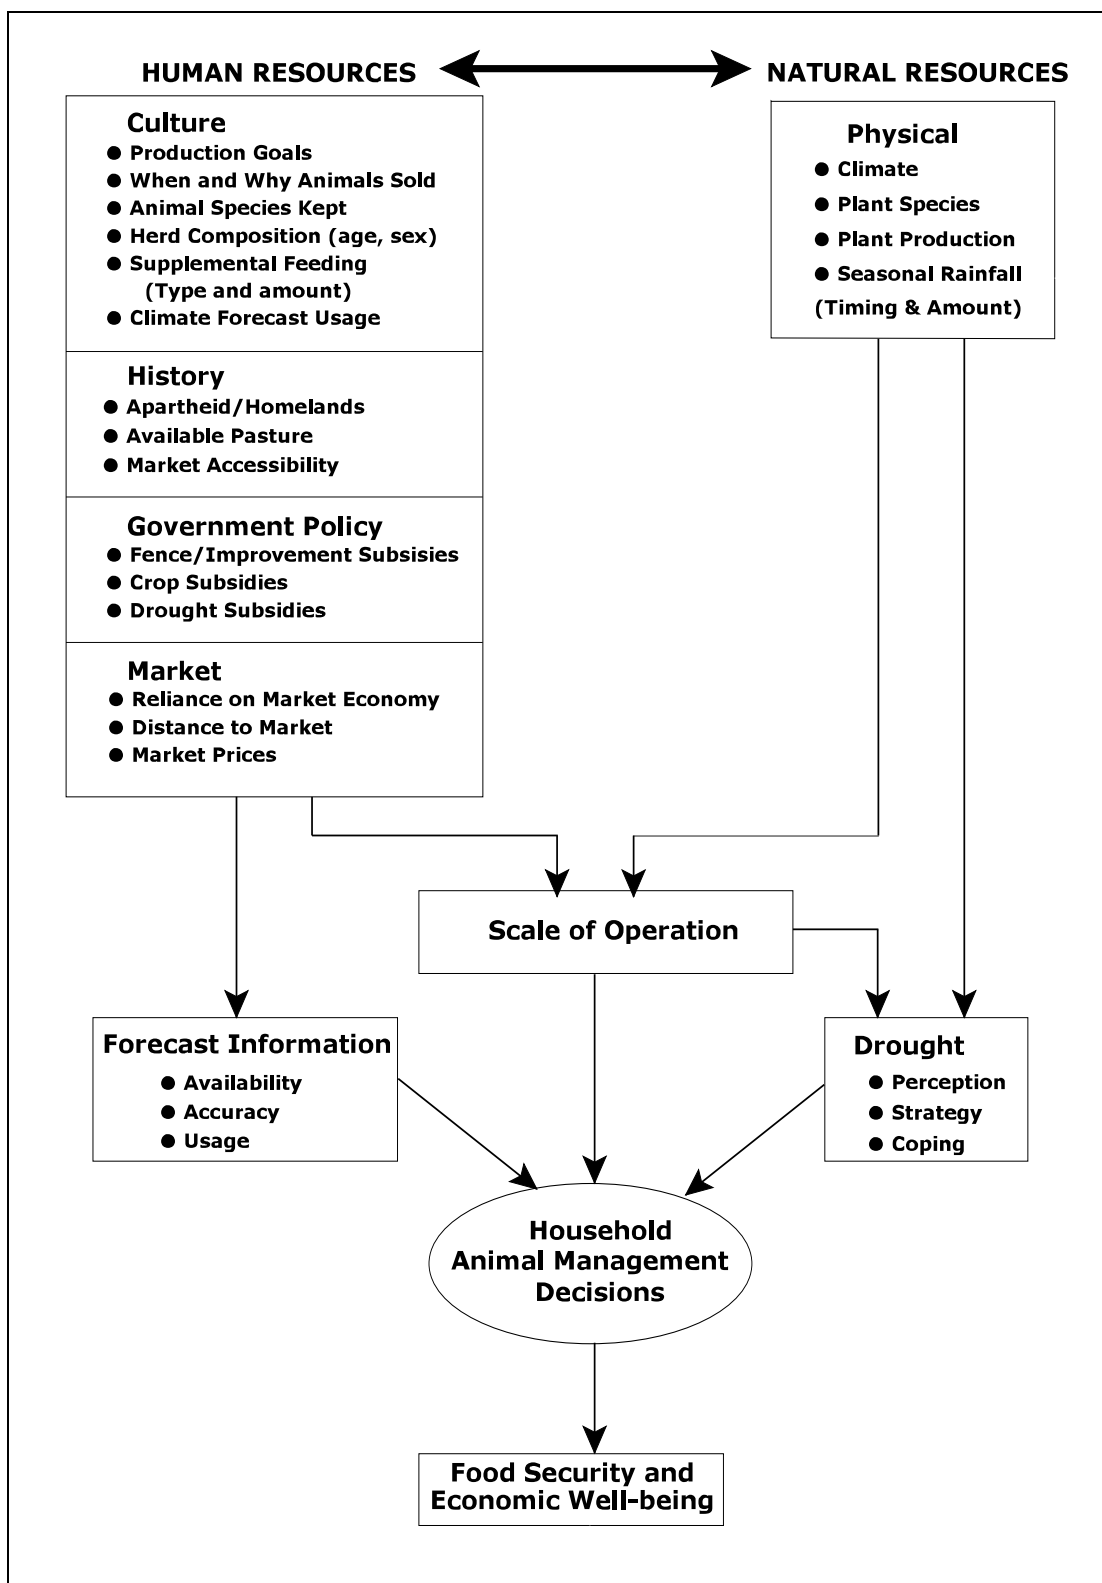 HUMAN RESOURCES
NATURAL RESOURCES
Culture
● Production Goals
● When and Why Animals Sold
● Animal Species Kept
● Herd Composition (age, sex)
● Supplemental Feeding
(Type and amount)
● Climate Forecast Usage
History
● Apartheid/Homelands
● Available Pasture
● Market Accessibility
Government Policy
● Fence/Improvement Subsisies
● Crop Subsidies
● Drought Subsidies
Market
● Reliance on Market Economy
● Distance to Market
● Market Prices
Physical
● Climate
● Plant Species
● Plant Production
● Seasonal Rainfall
(Timing & Amount)
Scale of Operation
Forecast Information
● Availability
● Accuracy
● Usage
Drought
● Perception
● Strategy
● Coping
Household
Animal Management
Decisions
Food Security and
Economic Well-being